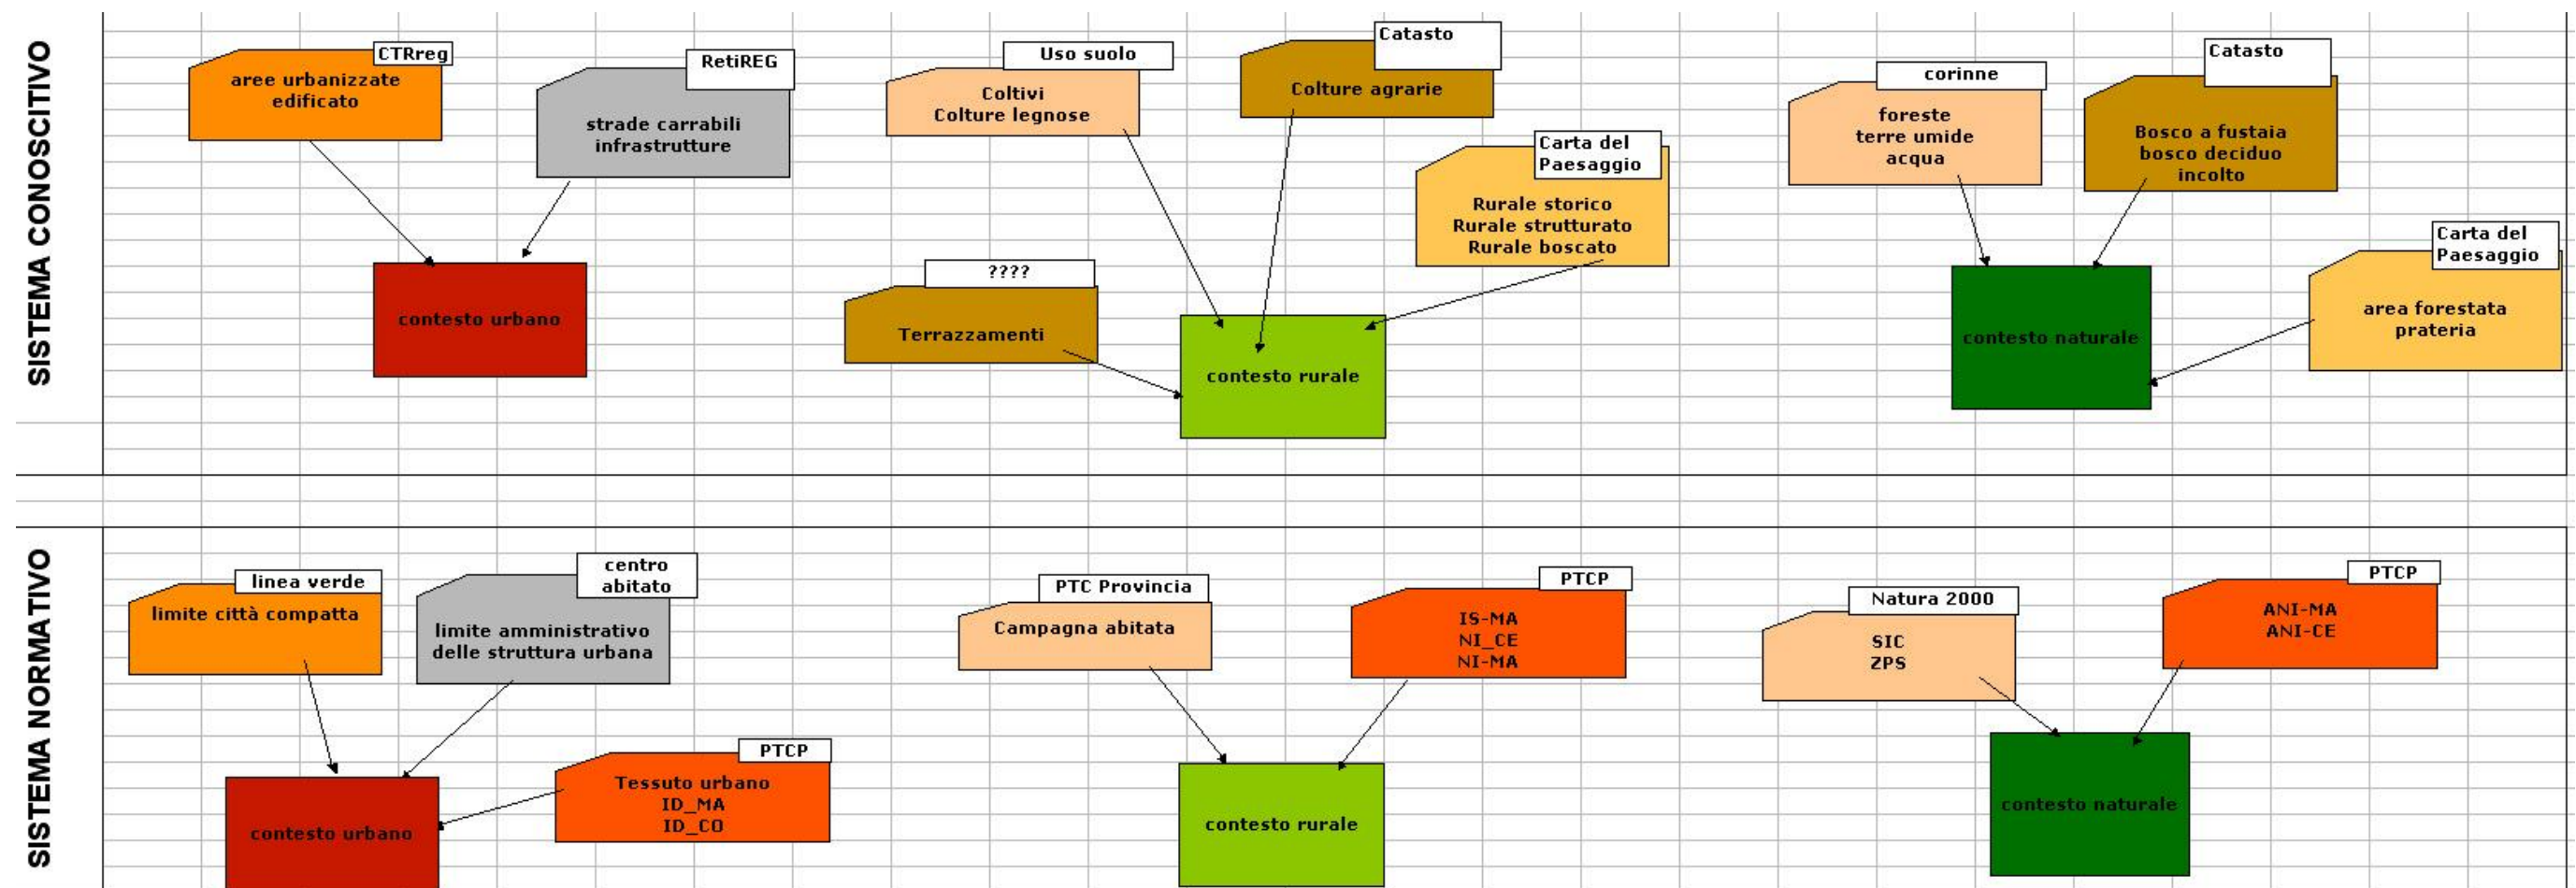 SISTEMA CONOSCITIVO
CTRreg
aree urbanizzate
edificato
RetiREG
strade carrabili
infrastrutture
contesto urbano
Uso suolo
Coltivi
Colture legnose
Catasto
Colture agrarie
Carta del
Paesaggio
Rurale storico
Rurale strutturato
Rurale boscato
????
Terrazzamenti
contesto rurale
corinne
foreste
terre umide
acqua
Catasto
Bosco a fustaia
bosco deciduo
incolto
Carta del
Paesaggio
area forestata
prateria
contesto naturale
SISTEMA NORMATIVO
linea verde
limite città compatta
centro
abitato
limite amministrativo
delle struttura urbana
PTCP
Tessuto urbano
ID_MA
ID_CO
contesto urbano
PTC Provincia
Campagna abitata
PTCP
IS-MA
NI_CE
NI-MA
contesto rurale
Natura 2000
SIC
ZPS
PTCP
ANI-MA
ANI-CE
contesto naturale